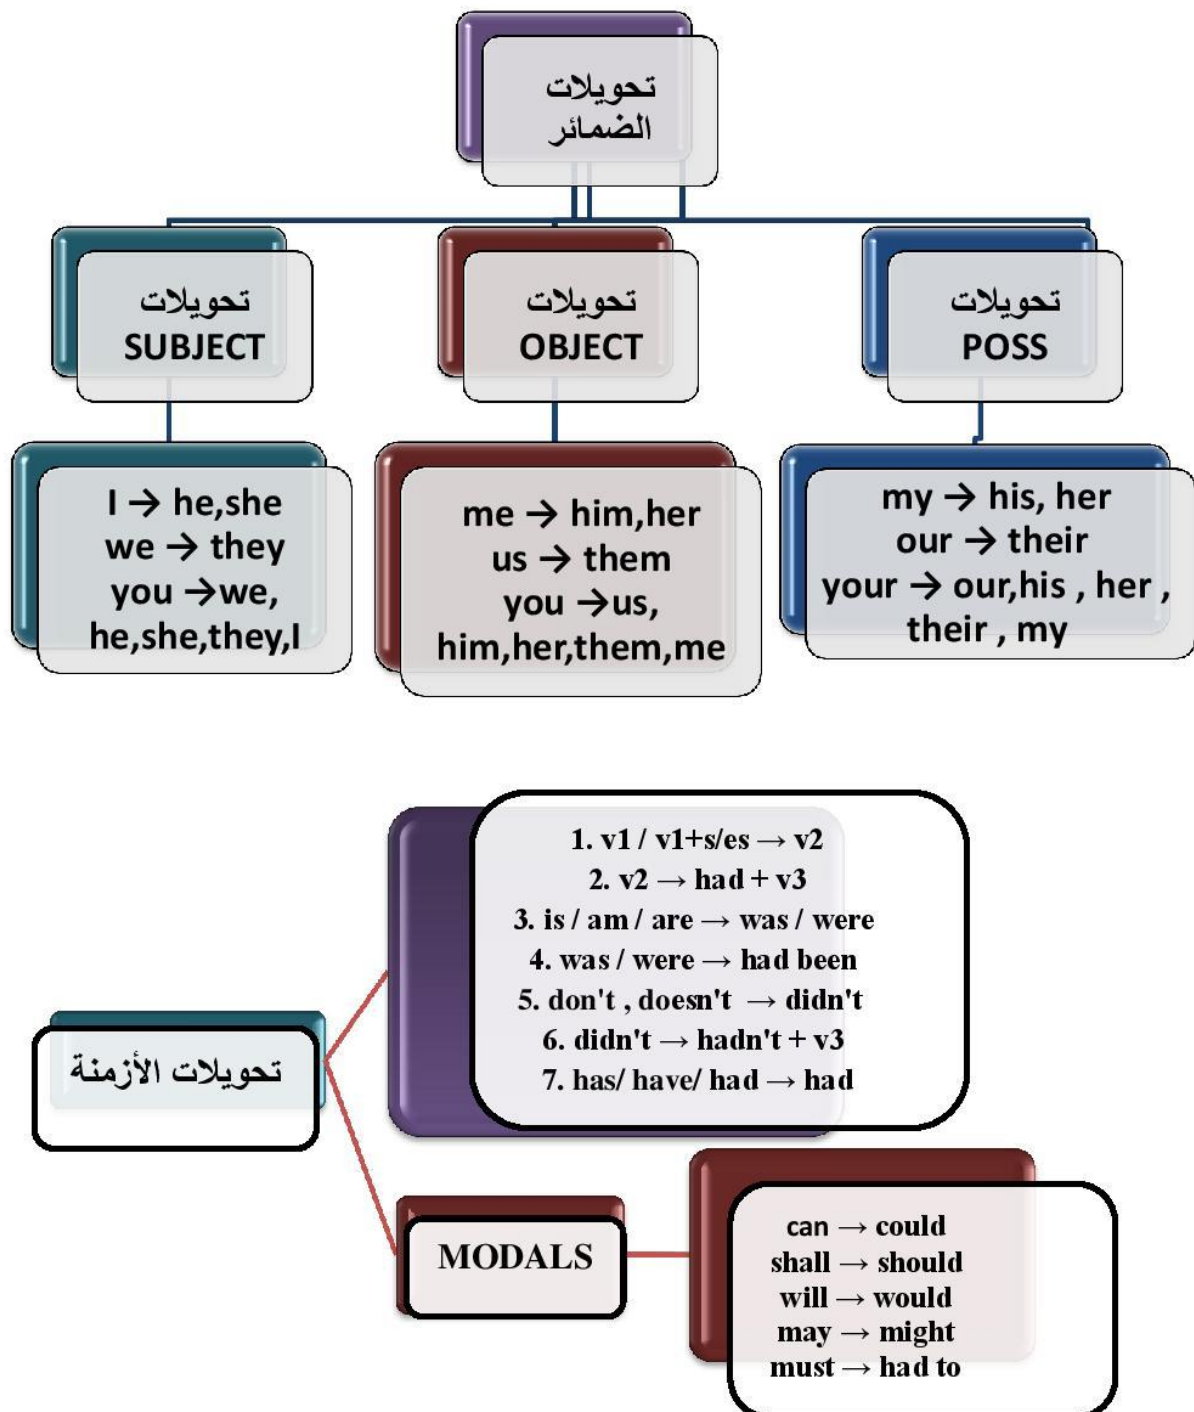 تحويلات
الضمائر
تحويلات
SUBJECT
تحويلات
OBJECT
تحويلات
POSS
I → he,she
we → they
you →we,
he,she,they,I
me → him,her
us → them
you →us,
him,her,them,me
my → his, her
our → their
your → our,his , her ,
their , my
تحويلات الأزمنة
1. v1 / v1+s/es → v2
2. v2 → had + v3
3. is / am / are → was / were
4. was / were → had been
5. don't , doesn't → didn't
6. didn't → hadn't + v3
7. has/ have/ had → had
MODALS
can → could
shall → should
will → would
may → might
must → had to